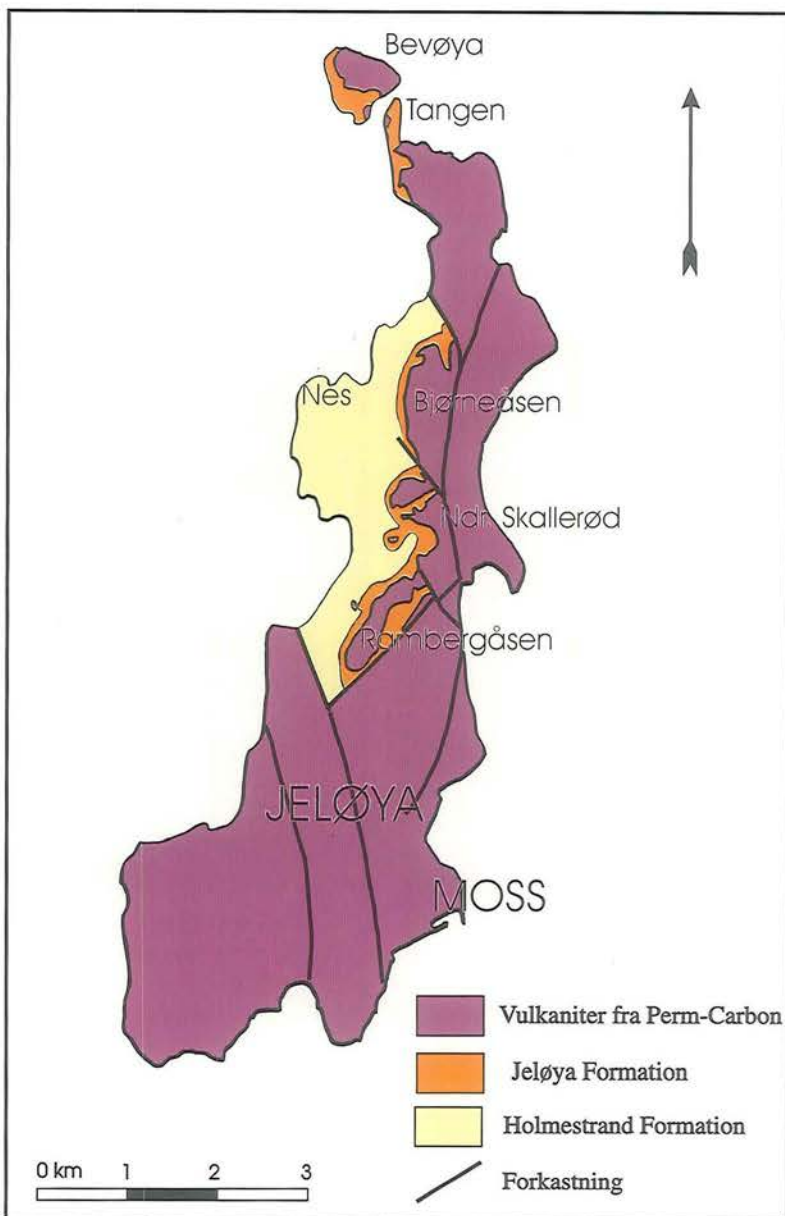 Bevøya
Tangen
Nes
Bjørneåsen
Ndr. Skallerød
Rambergåsen
JELØYA
MOSS
Vulkaniter fra Perm-Carbon
Jeløya Formation
Holmestrand Formation
Forkastning
0 km 1 2 3